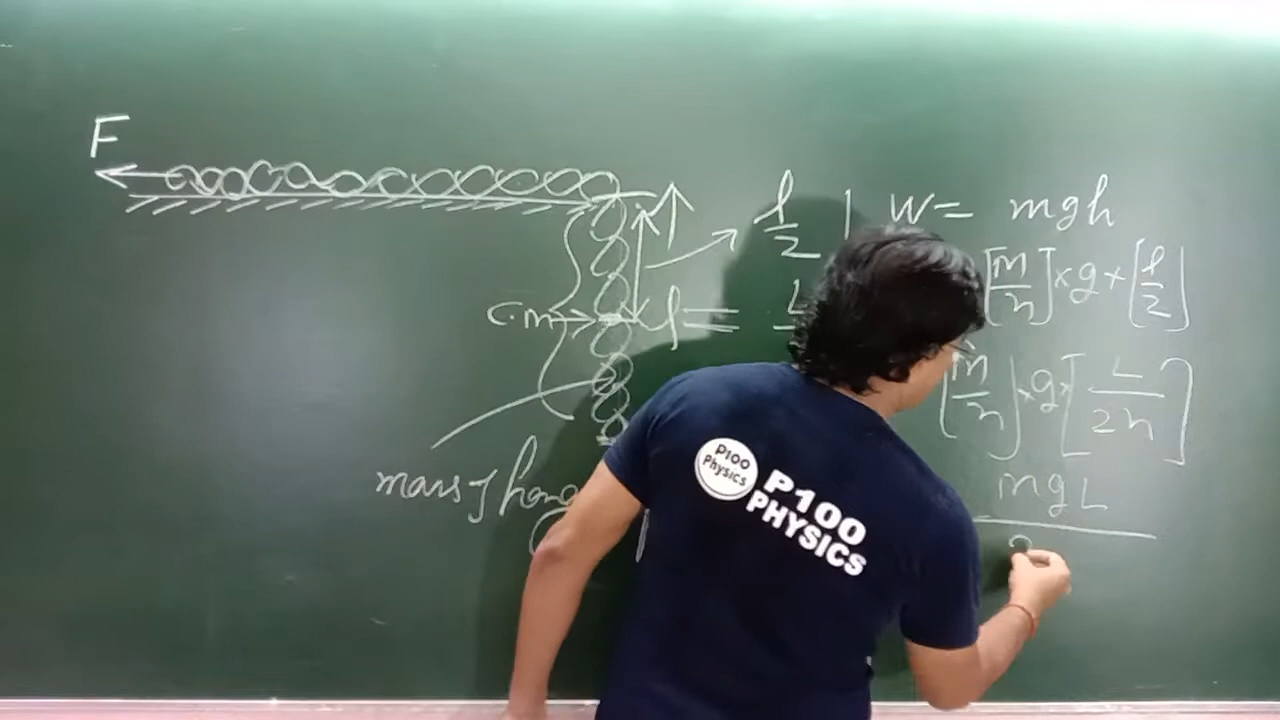 F
l/2 | W = mgh
[m/n] × g × [l/2]
C.m
l = L
[m/n] × g × [L/2n]
mass of hang
mgL
P100 Physics
P100
PHYSICS